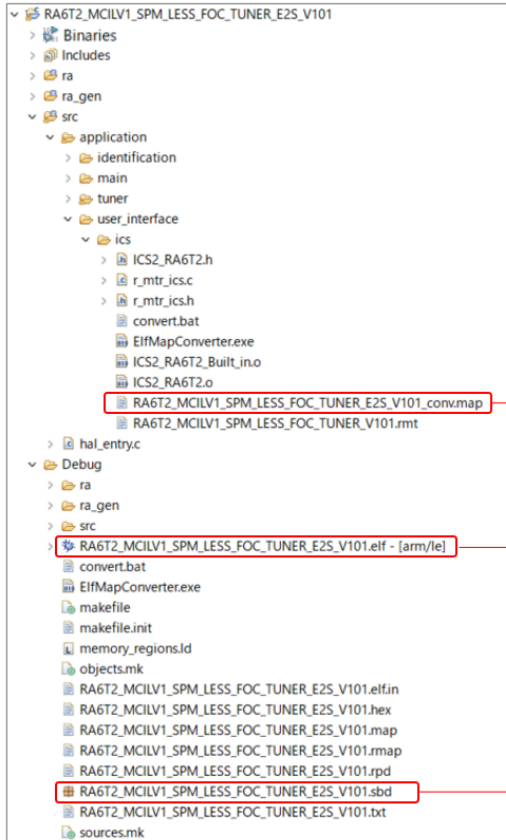 RA6T2_MCILV1_SPM_LESS_FOC_TUNER_E2S_V101
Binaries
Includes
ra
ra_gen
src
application
identification
main
tuner
user_interface
ics
ICS2_RA6T2.h
r_mtr_ics.c
r_mtr_ics.h
convert.bat
ElfMapConverter.exe
ICS2_RA6T2_Built_in.o
ICS2_RA6T2.o
RA6T2_MCILV1_SPM_LESS_FOC_TUNER_E2S_V101_conv.map
RA6T2_MCILV1_SPM_LESS_FOC_TUNER_V101.rmt
hal_entry.c
Debug
ra
ra_gen
src
RA6T2_MCILV1_SPM_LESS_FOC_TUNER_E2S_V101.elf - [arm/le]
convert.bat
ElfMapConverter.exe
makefile
makefile.init
memory_regions.ld
objects.mk
RA6T2_MCILV1_SPM_LESS_FOC_TUNER_E2S_V101.elf.in
RA6T2_MCILV1_SPM_LESS_FOC_TUNER_E2S_V101.hex
RA6T2_MCILV1_SPM_LESS_FOC_TUNER_E2S_V101.map
RA6T2_MCILV1_SPM_LESS_FOC_TUNER_E2S_V101.rmap
RA6T2_MCILV1_SPM_LESS_FOC_TUNER_E2S_V101.rpd
RA6T2_MCILV1_SPM_LESS_FOC_TUNER_E2S_V101.sbd
RA6T2_MCILV1_SPM_LESS_FOC_TUNER_E2S_V101.txt
sources.mk